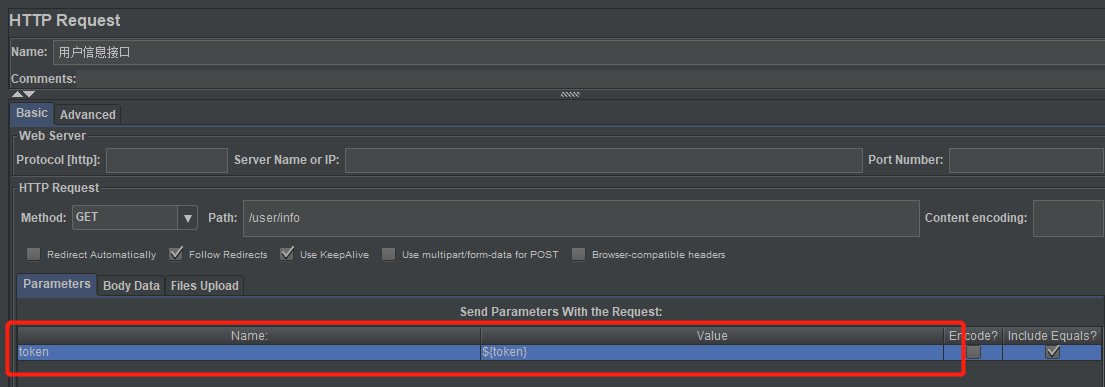 HTTP Request
Name: 用户信息接口
Comments:
Basic Advanced
Web Server
Protocol [http]: Server Name or IP: Port Number:
HTTP Request
Method: GET Path: /user/info Content encoding:
Redirect Automatically Follow Redirects Use KeepAlive Use multipart/form-data for POST Browser-compatible headers
Parameters Body Data Files Upload
Send Parameters With the Request:
Name: Value Encode? Include Equals?
token ${token}